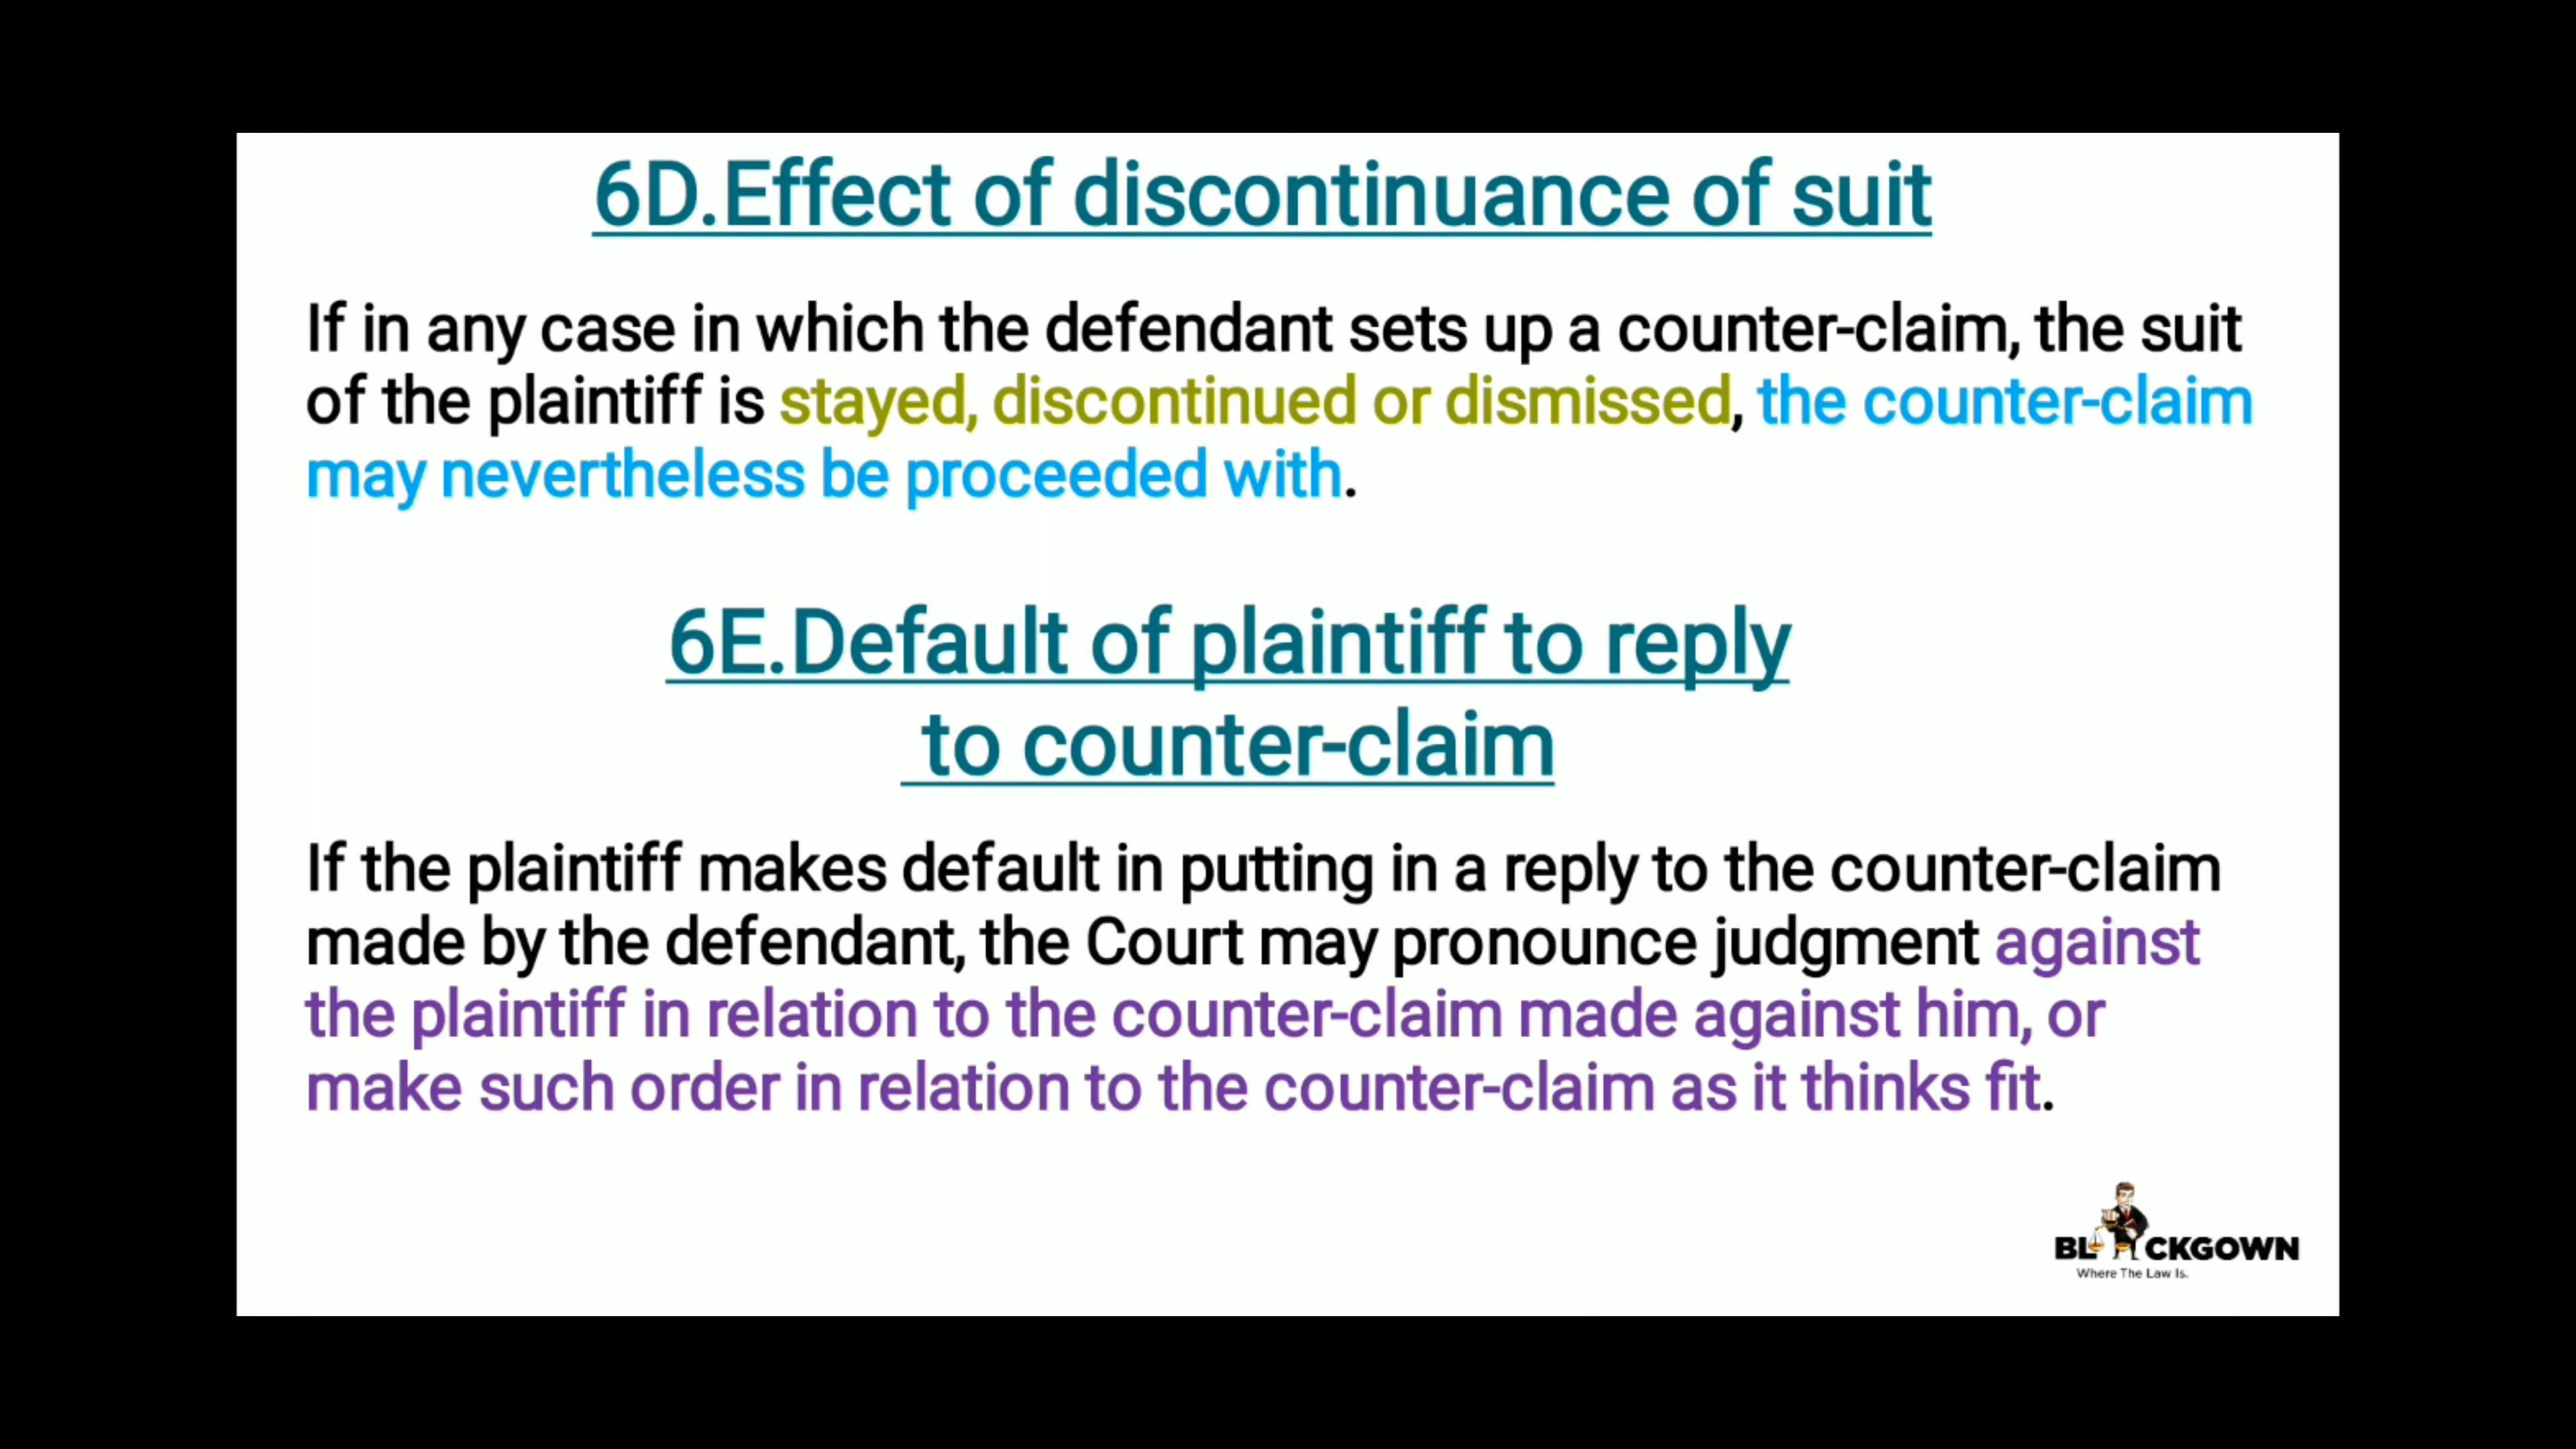 6D.Effect of discontinuance of suit
If in any case in which the defendant sets up a counter-claim, the suit
of the plaintiff is stayed, discontinued or dismissed, the counter-claim
may nevertheless be proceeded with.
6E.Default of plaintiff to reply
to counter-claim
If the plaintiff makes default in putting in a reply to the counter-claim
made by the defendant, the Court may pronounce judgment against
the plaintiff in relation to the counter-claim made against him, or
make such order in relation to the counter-claim as it thinks fit.
BLACKGOWN
Where The Law Is.